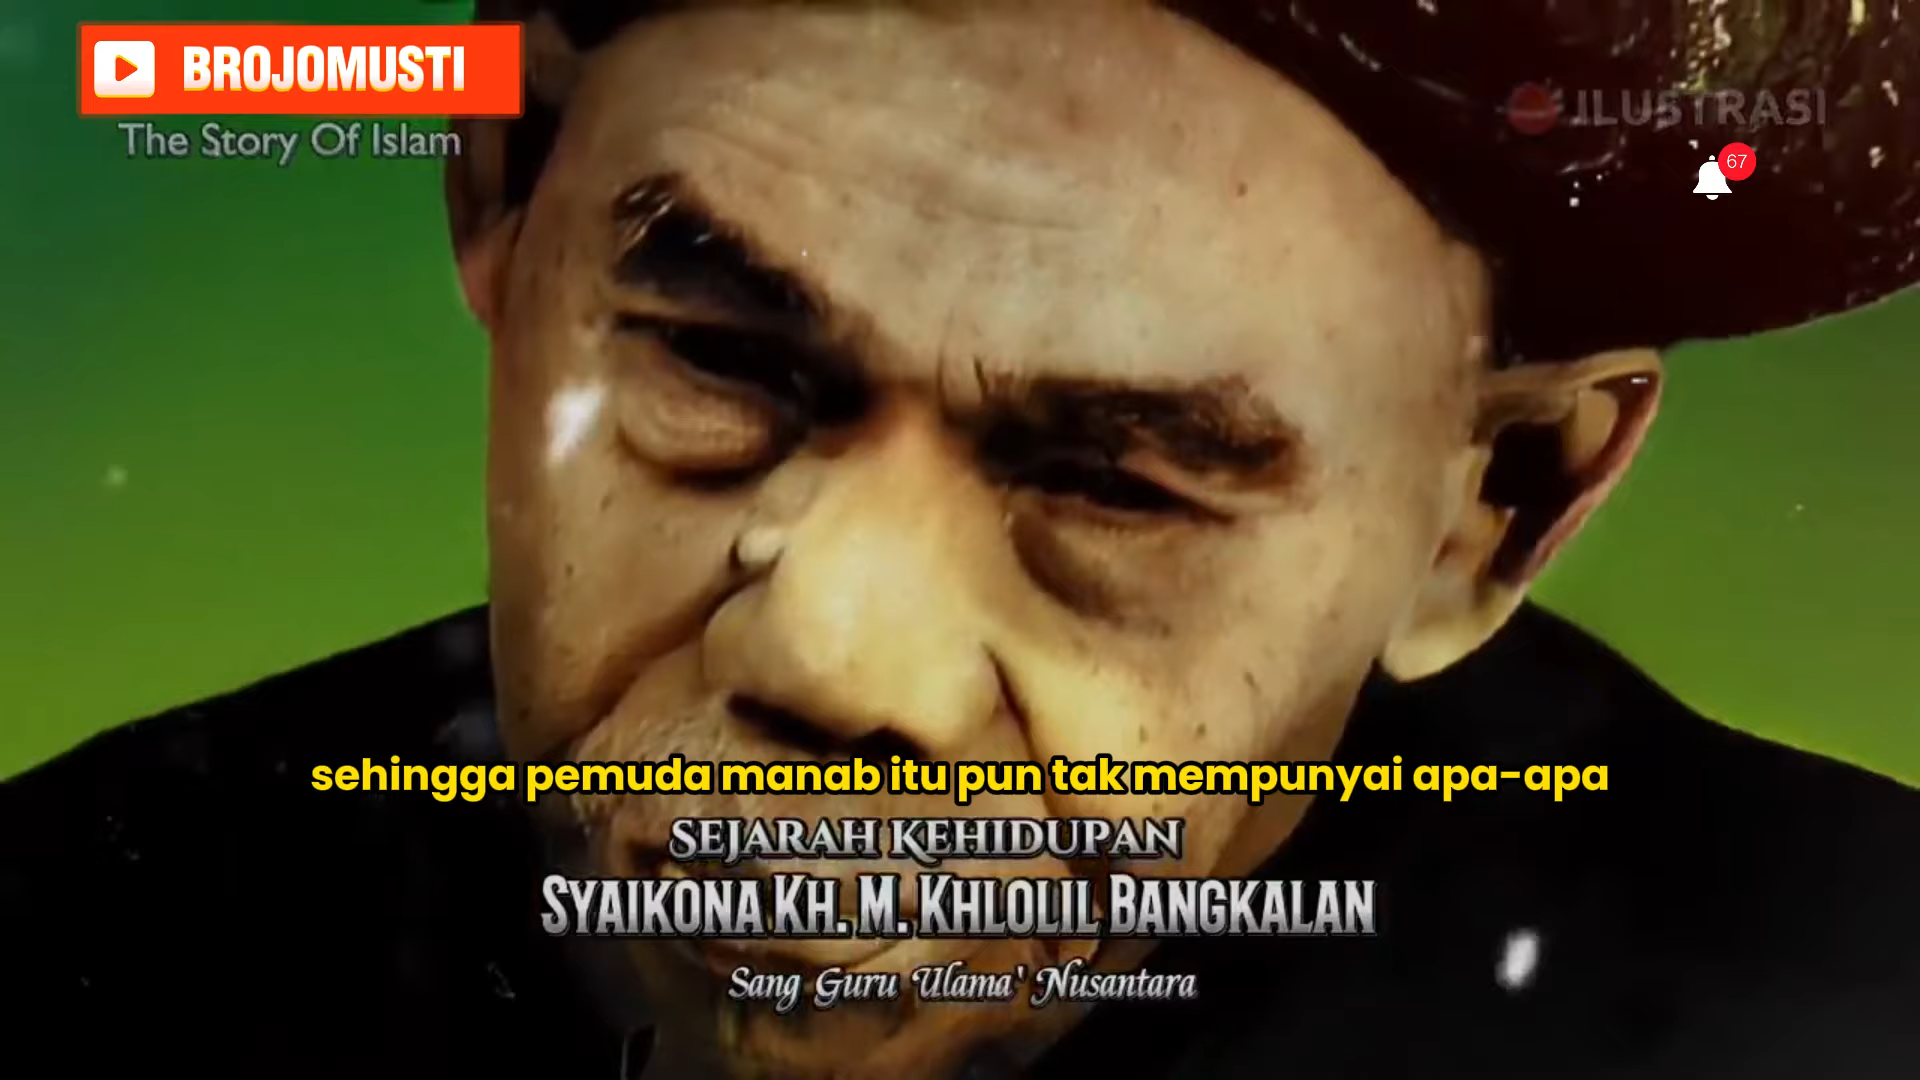 BROJOMUSTI
The Story Of Islam
ILUSTRASI
67
sehingga pemuda manab itu pun tak mempunyai apa-apa
SEJARAH KEHIDUPAN
SYAIKONA KH. M. KHLOLIL BANGKALAN
Sang Guru Ulama' Nusantara